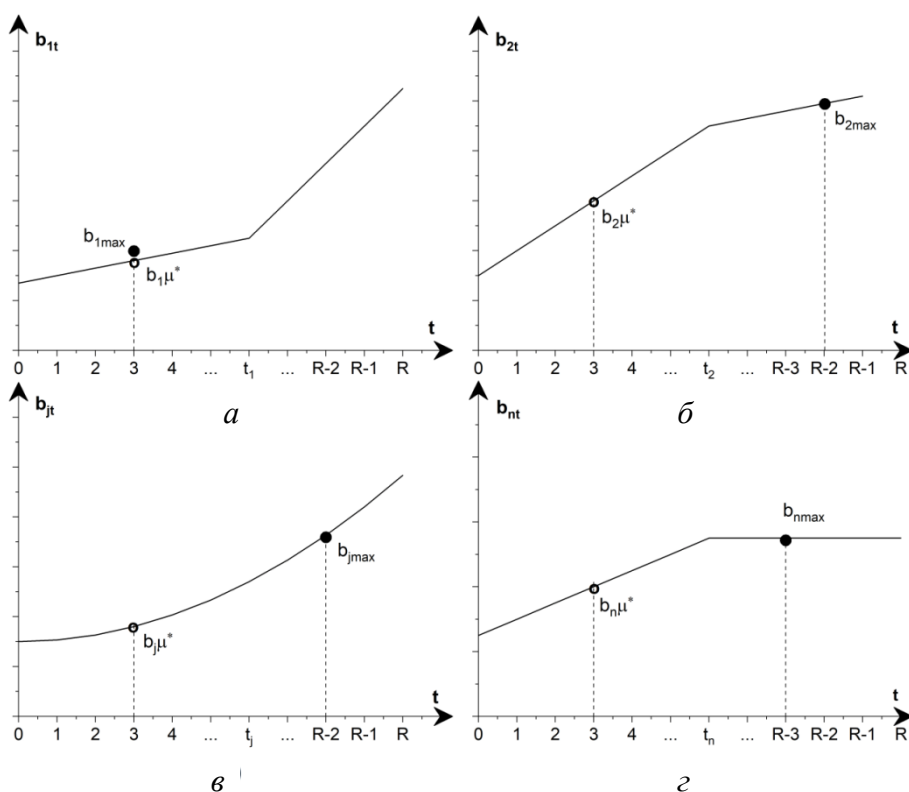 b1t
b1max
b1μ*
t
0 1 2 3 4 ... t1 ... R-2 R-1 R
а
b2t
b2max
b2μ*
t
0 1 2 3 4 ... t2 ... R-3 R-2 R-1 R
б
bjt
bjmax
bjμ*
t
0 1 2 3 4 ... tj ... R-2 R-1 R
в
bnt
bnmax
bnμ*
t
0 1 2 3 4 ... tn ... R-3 R-2 R-1 R
г